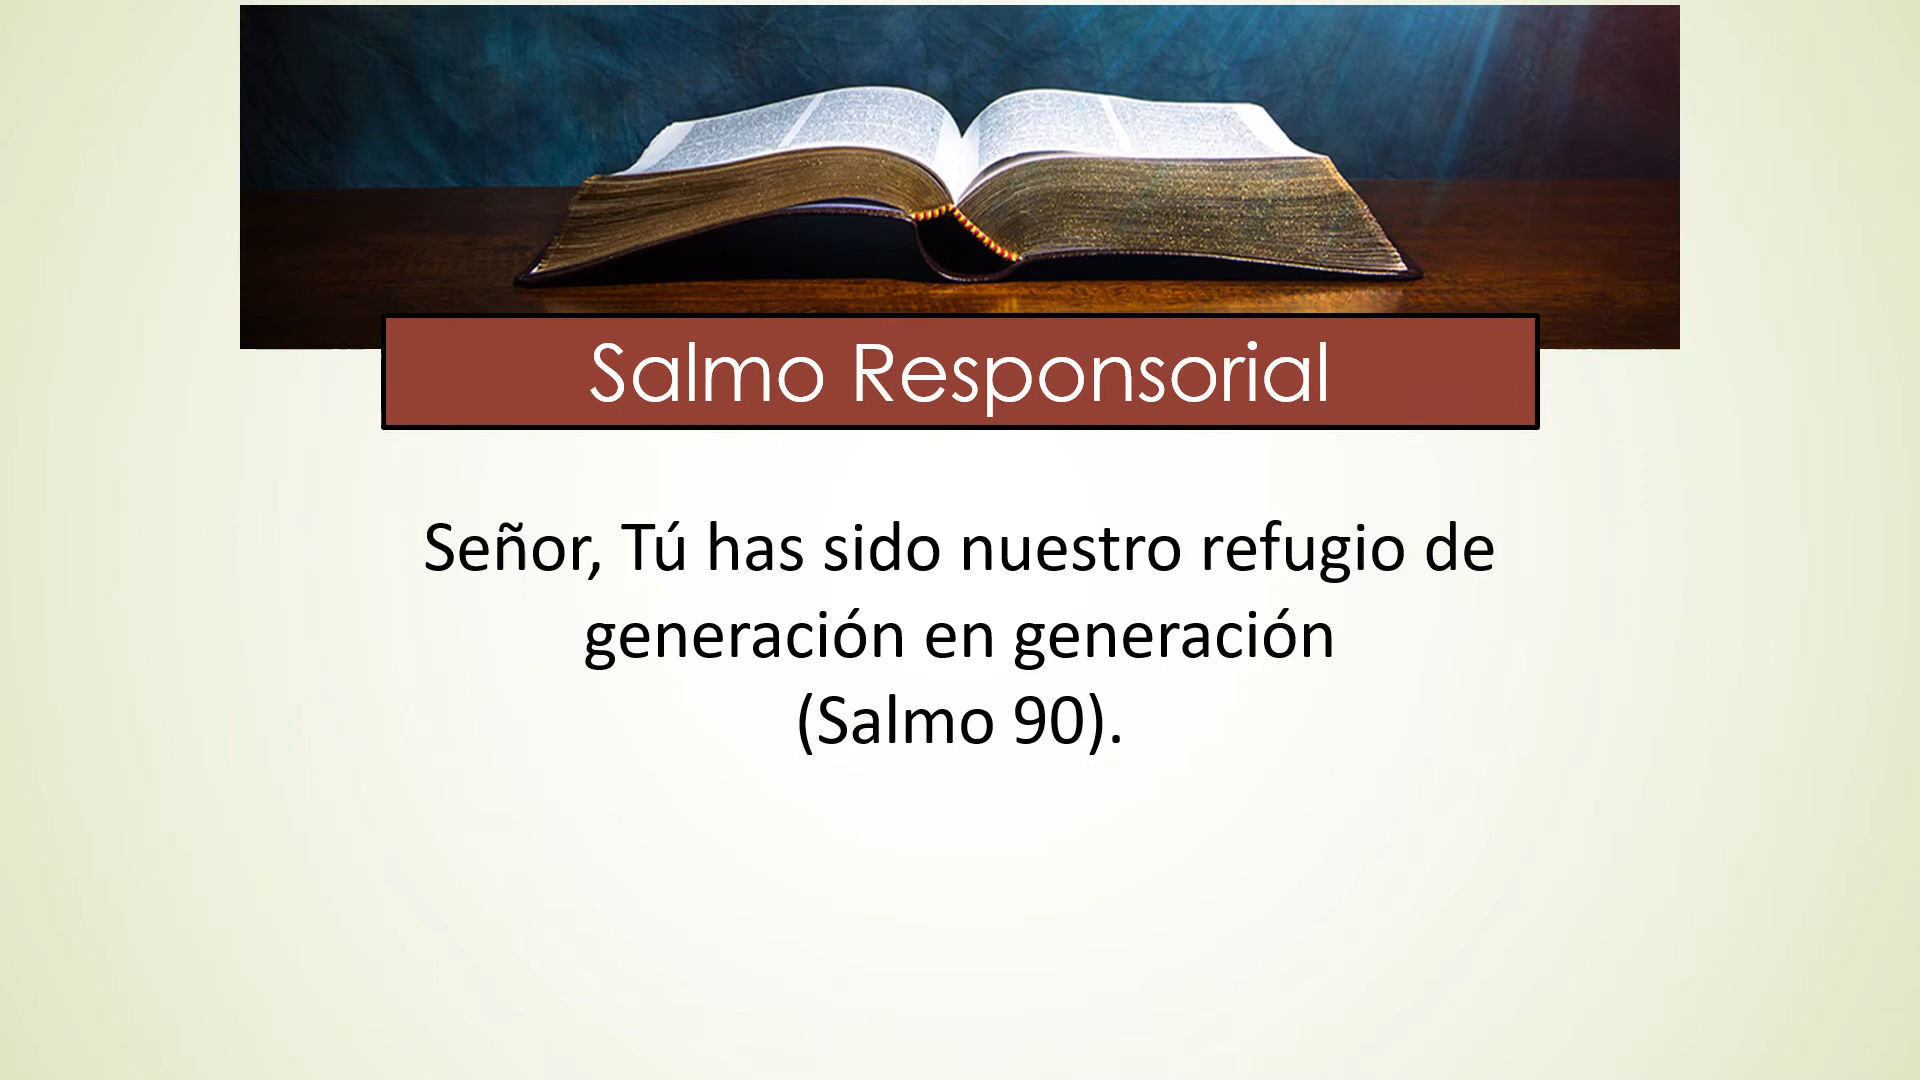 Salmo Responsorial
Señor, Tú has sido nuestro refugio de
generación en generación
(Salmo 90).